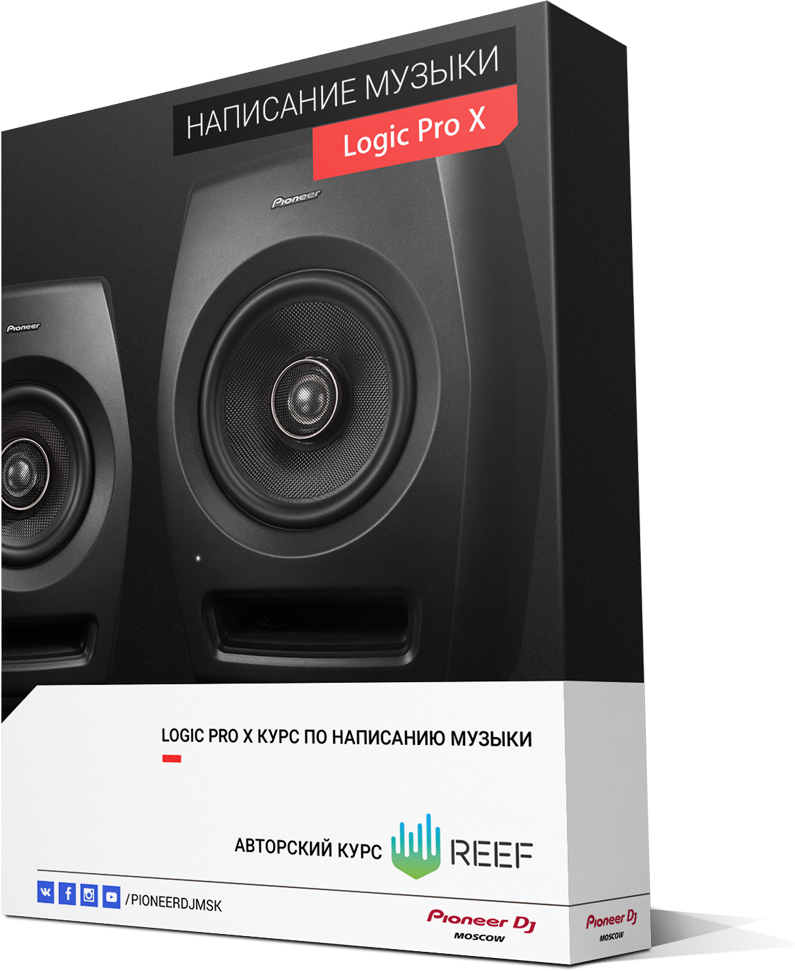 НАПИСАНИЕ МУЗЫКИ
Logic Pro X
Pioneer
Pioneer
LOGIC PRO X КУРС ПО НАПИСАНИЮ МУЗЫКИ
АВТОРСКИЙ КУРС REEF
/PIONEERDJMSK
Pioneer Dj
MOSCOW
Pioneer Dj
MOSCOW